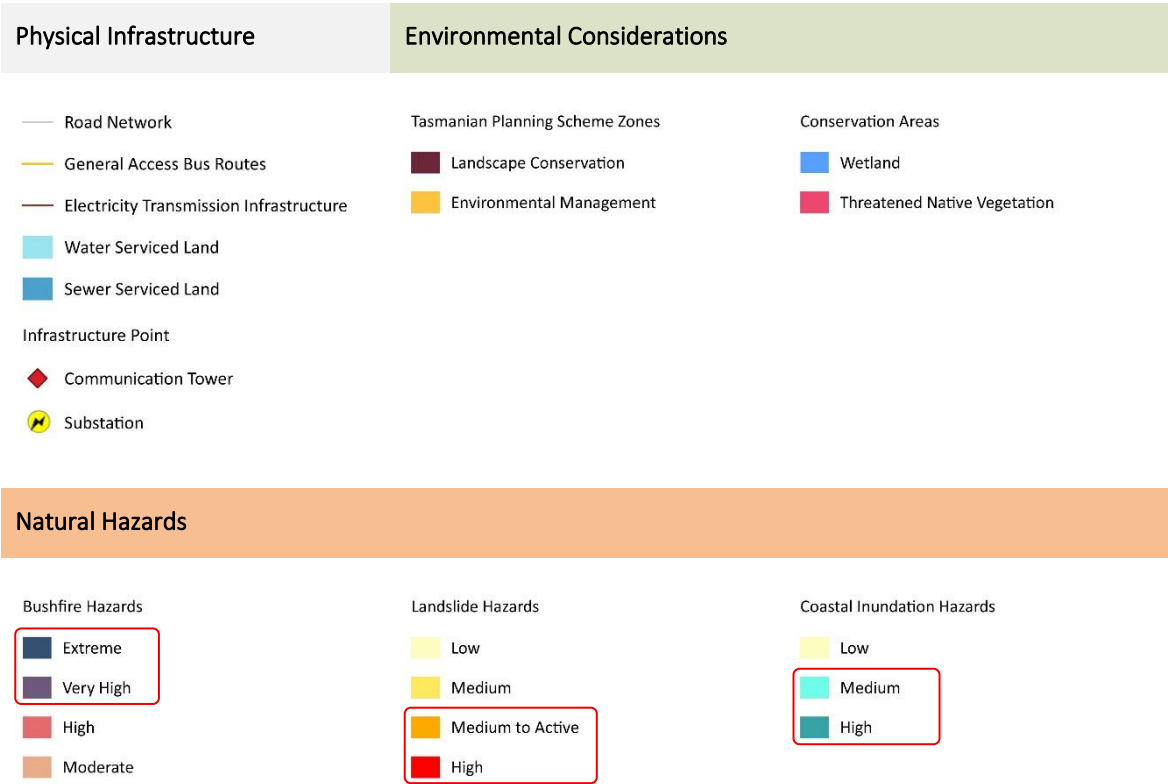 Physical Infrastructure
Environmental Considerations
Road Network
General Access Bus Routes
Electricity Transmission Infrastructure
Water Serviced Land
Sewer Serviced Land
Infrastructure Point
Communication Tower
Substation
Tasmanian Planning Scheme Zones
Landscape Conservation
Environmental Management
Conservation Areas
Wetland
Threatened Native Vegetation
Natural Hazards
Bushfire Hazards
Extreme
Very High
High
Moderate
Landslide Hazards
Low
Medium
Medium to Active
High
Coastal Inundation Hazards
Low
Medium
High